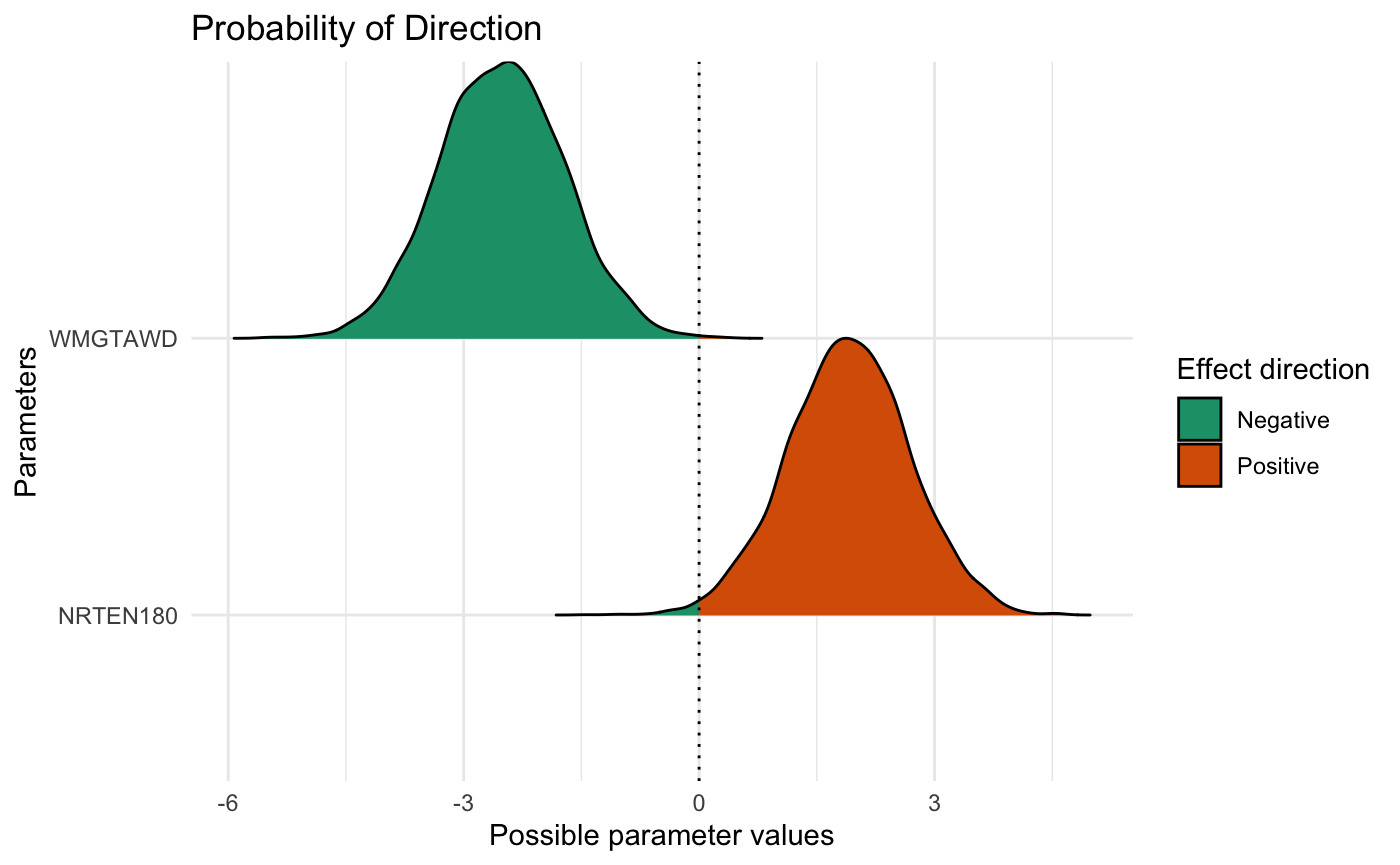 Probability of Direction
WMGTAWD
NRTEN180
Parameters
-6
-3
0
3
Possible parameter values
Effect direction
Negative
Positive